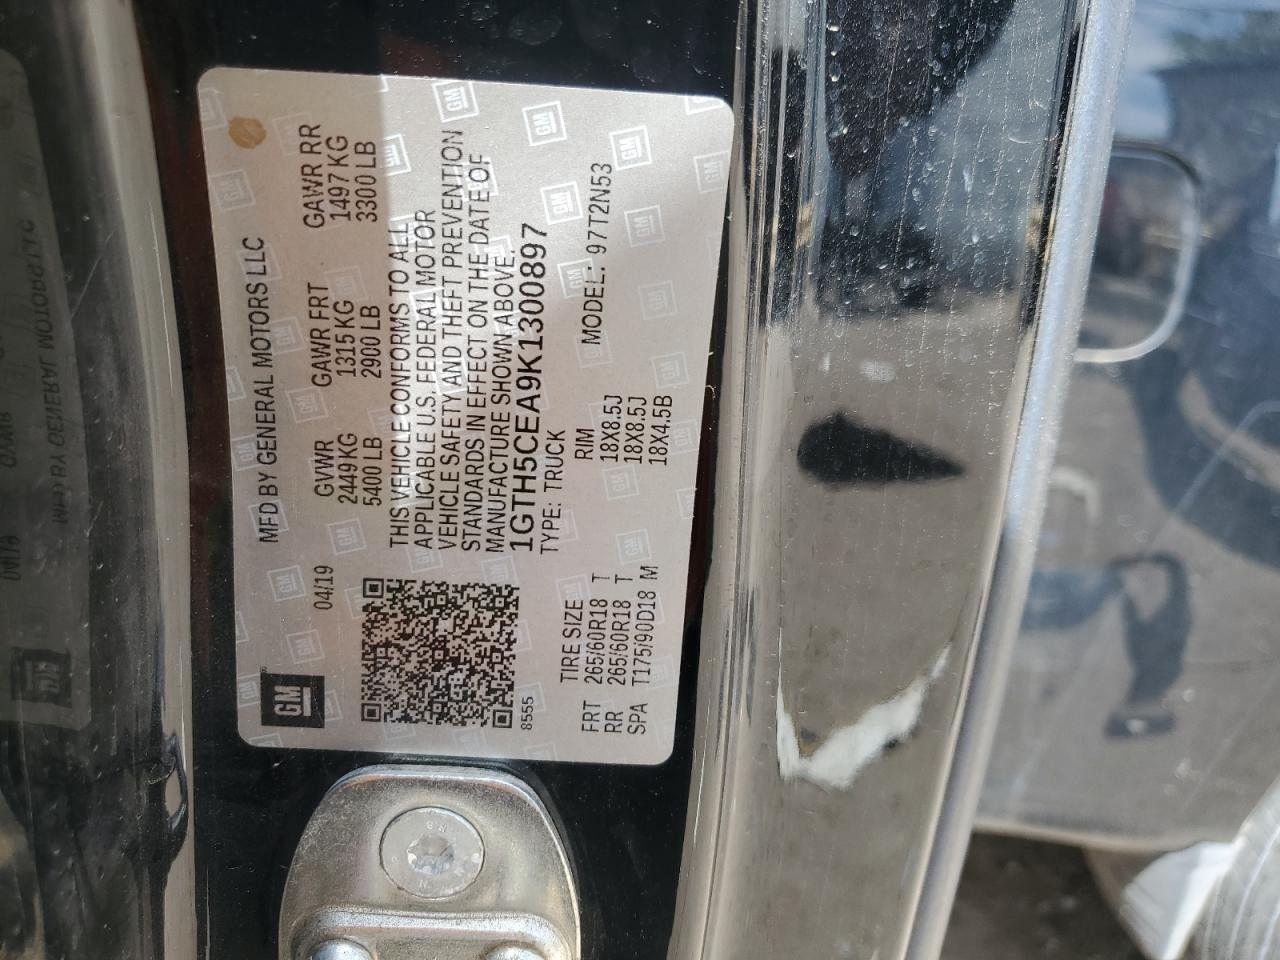 MFD BY GENERAL MOTORS LLC
04/19 GVWR GAWR FRT GAWR RR
2449 KG 1315 KG 1497 KG
5400 LB 2900 LB 3300 LB
THIS VEHICLE CONFORMS TO ALL
APPLICABLE U.S. FEDERAL MOTOR
VEHICLE SAFETY AND THEFT PREVENTION
STANDARDS IN EFFECT ON THE DATE OF
MANUFACTURE SHOWN ABOVE.
1GTH5CEA9K1300897
TYPE: TRUCK MODEL: 97T2N53
GM
8555
TIRE SIZE RIM
FRT 265/60R18 T 18X8.5J
RR 265/60R18 T 18X8.5J
SPA T175/90D18 M 18X4.5B